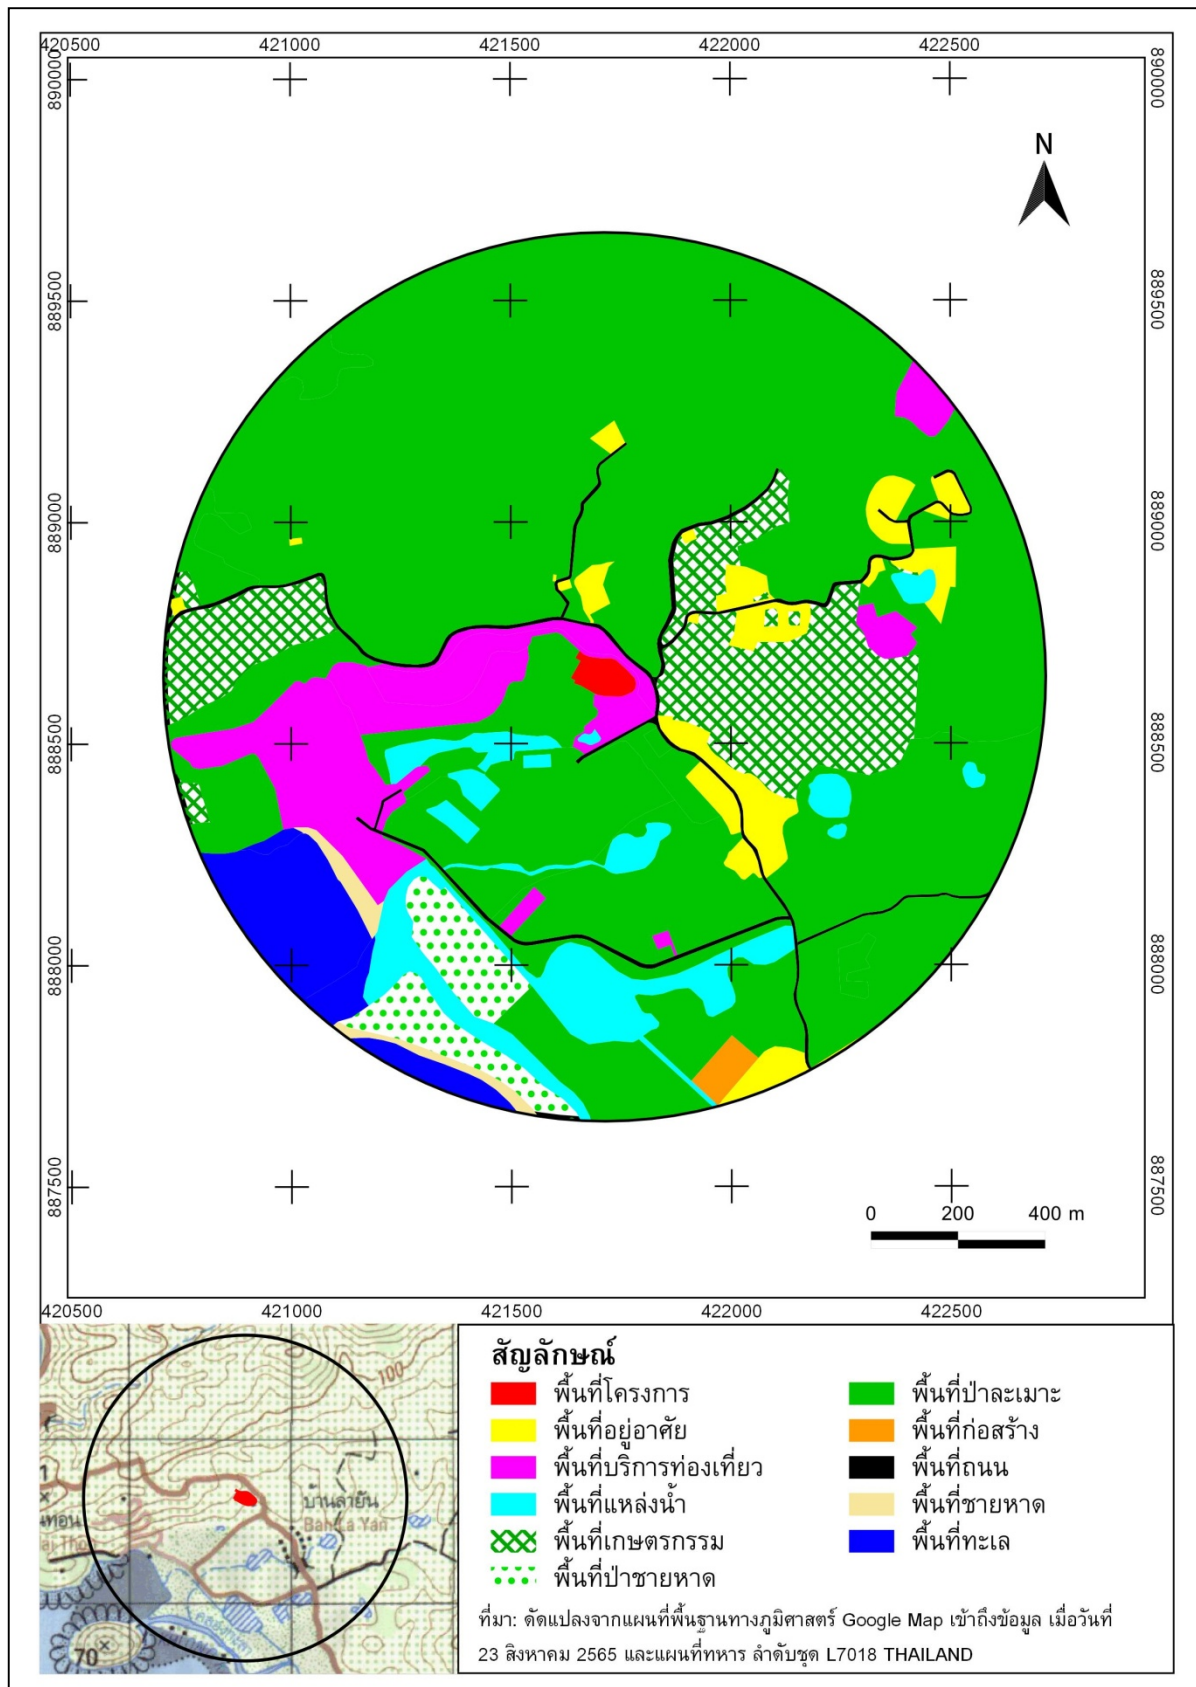 420500 421000 421500 422000 422500
890000 890000
N
889500 889500
889000 889000
888500 888500
888000 888000
887500 887500
0 200 400 m
420500 421000 421500 422000 422500
สัญลักษณ์
พื้นที่โครงการ พื้นที่ป่าละเมาะ
พื้นที่อยู่อาศัย พื้นที่ก่อสร้าง
พื้นที่บริการท่องเที่ยว พื้นที่ถนน
พื้นที่แหล่งน้ำ พื้นที่ชายหาด
พื้นที่เกษตรกรรม พื้นที่ทะเล
พื้นที่ป่าชายหาด
ที่มา: ดัดแปลงจากแผนที่พื้นฐานทางภูมิศาสตร์ Google Map เข้าถึงข้อมูล เมื่อวันที่
23 สิงหาคม 2565 และแผนที่ทหาร ลำดับชุด L7018 THAILAND
100
บ้านลายัน
Ban La Yan
70